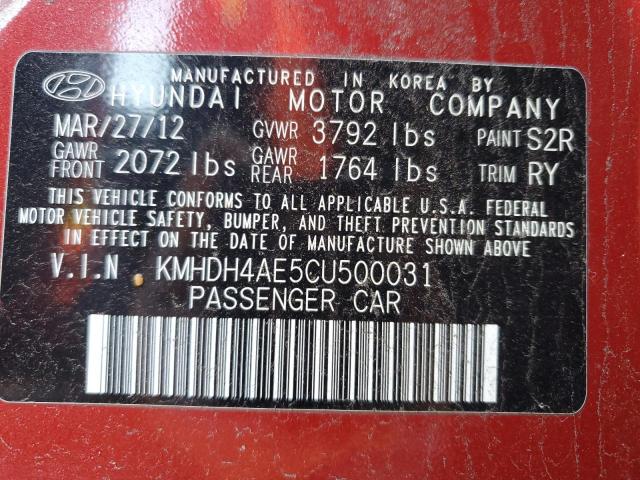 MANUFACTURED IN KOREA BY
HYUNDAI MOTOR COMPANY
MAR/27/12 GVWR 3792 lbs PAINT S2R
GAWR FRONT 2072 lbs GAWR REAR 1764 lbs TRIM RY
THIS VEHICLE CONFORMS TO ALL APPLICABLE U.S.A. FEDERAL
MOTOR VEHICLE SAFETY, BUMPER, AND THEFT PREVENTION STANDARDS
IN EFFECT ON THE DATE OF MANUFACTURE SHOWN ABOVE
V.I.N KMHDH4AE5CU500031
PASSENGER CAR